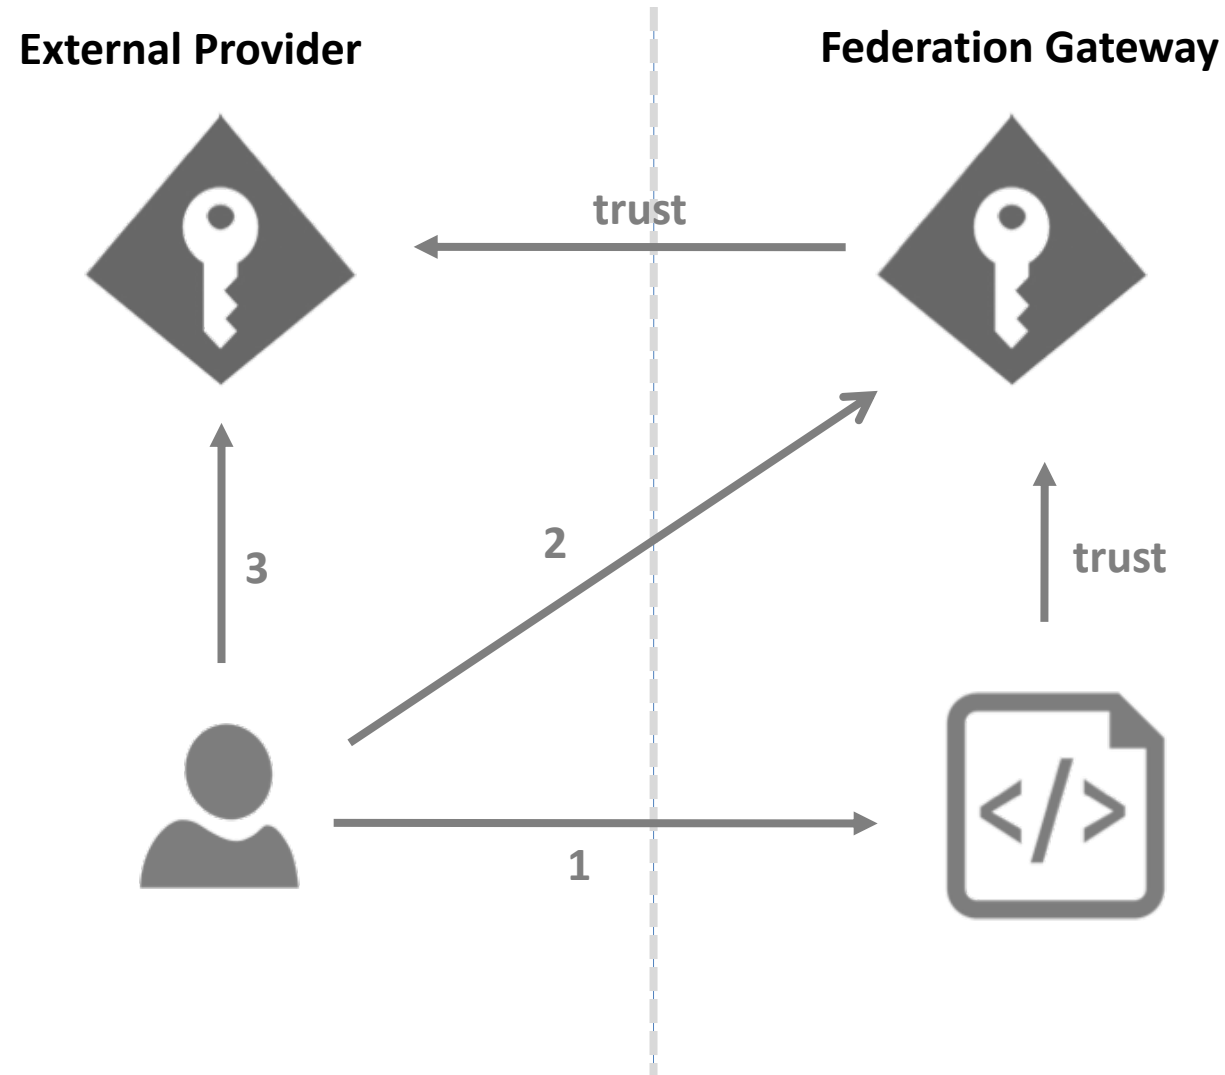 External Provider
Federation Gateway
trust
2
3
trust
</>
1